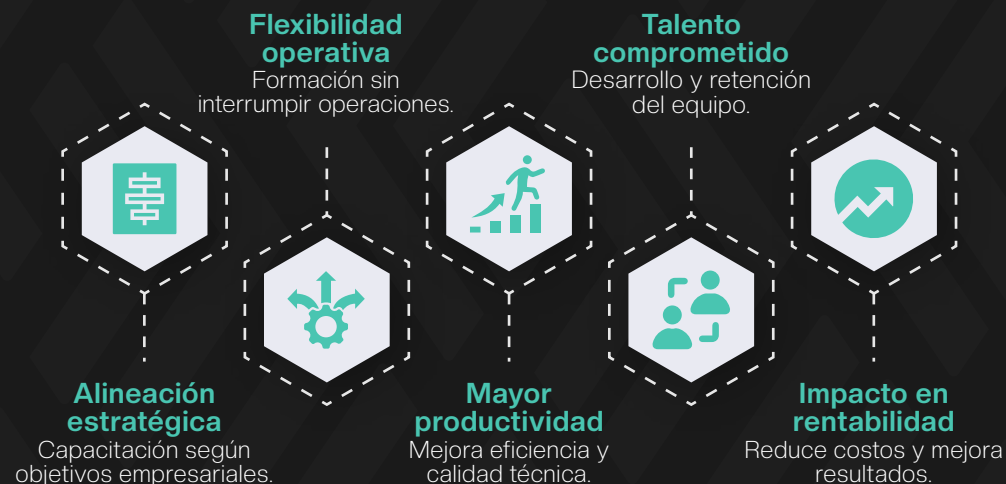 Flexibilidad
operativa
Formación sin
interrumpir operaciones.
Talento
comprometido
Desarrollo y retención
del equipo.
Alineación
estratégica
Capacitación según
objetivos empresariales.
Mayor
productividad
Mejora eficiencia y
calidad técnica.
Impacto en
rentabilidad
Reduce costos y mejora
resultados.